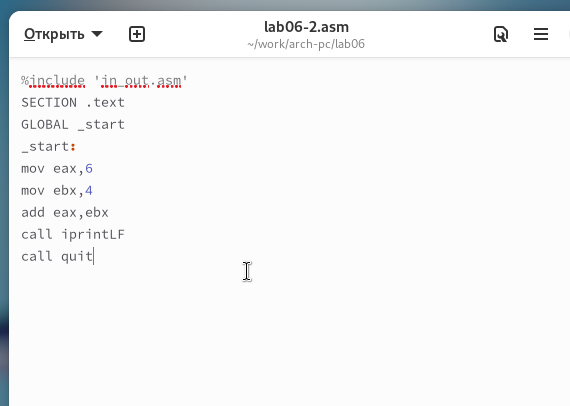 Открыть
lab06-2.asm
~/work/arch-pc/lab06
%include 'in_out.asm'
SECTION .text
GLOBAL _start
_start:
mov eax,6
mov ebx,4
add eax,ebx
call iprintLF
call quit